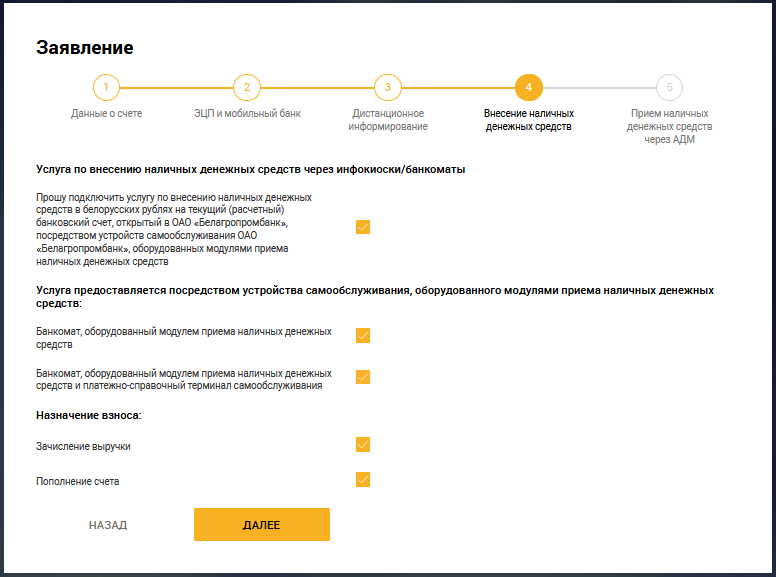 Заявление
1 2 3 4 5
Данные о счете
ЭЦП и мобильный банк
Дистанционное
информирование
Внесение наличных
денежных средств
Прием наличных
денежных средств
через АДМ
Услуга по внесению наличных денежных средств через инфокиоски/банкоматы
Прошу подключить услугу по внесению наличных денежных
средств в белорусских рублях на текущий (расчетный)
банковский счет, открытый в ОАО «Белагропромбанк»,
посредством устройств самообслуживания ОАО
«Белагропромбанк», оборудованных модулями приема
наличных денежных средств
Услуга предоставляется посредством устройства самообслуживания, оборудованного модулями приема наличных денежных
средств:
Банкомат, оборудованный модулем приема наличных денежных
средств
Банкомат, оборудованный модулем приема наличных денежных
средств и платежно-справочный терминал самообслуживания
Назначение взноса:
Зачисление выручки
Пополнение счета
НАЗАД
ДАЛЕЕ